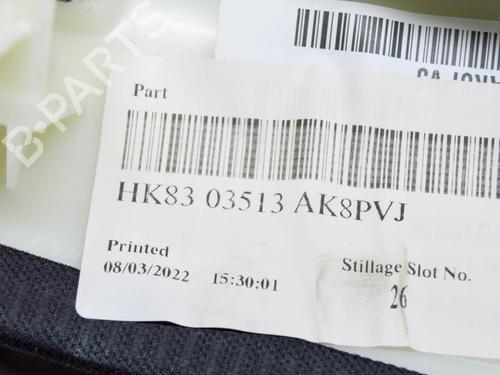 B-PARTS
Part
HK83 03513 AK8PVJ
Printed
08/03/2022 15:30:01
Stillage Slot No.
26